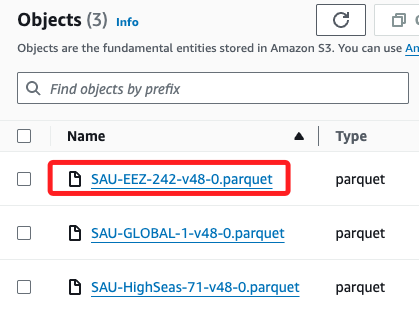 Objects (3) Info
Objects are the fundamental entities stored in Amazon S3. You can use An
Find objects by prefix
Name Type
SAU-EEZ-242-v48-0.parquet parquet
SAU-GLOBAL-1-v48-0.parquet parquet
SAU-HighSeas-71-v48-0.parquet parquet